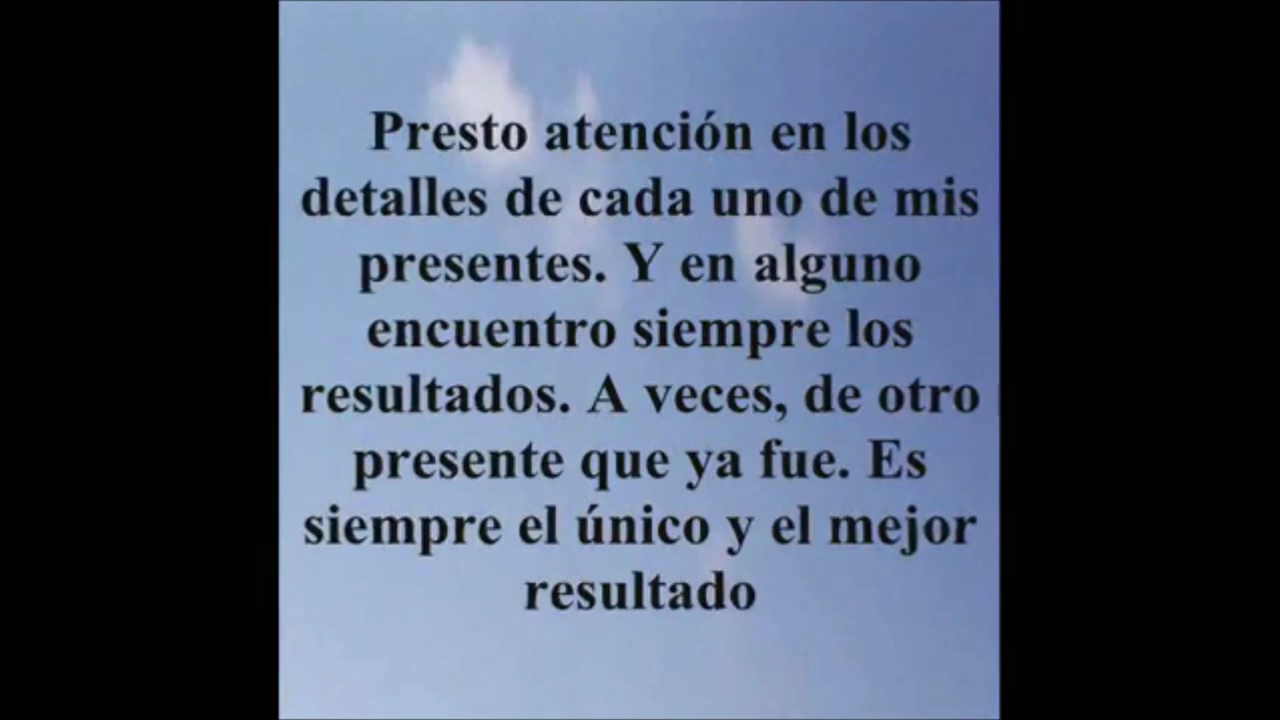 Presto atención en los
detalles de cada uno de mis
presentes. Y en alguno
encuentro siempre los
resultados. A veces, de otro
presente que ya fue. Es
siempre el único y el mejor
resultado